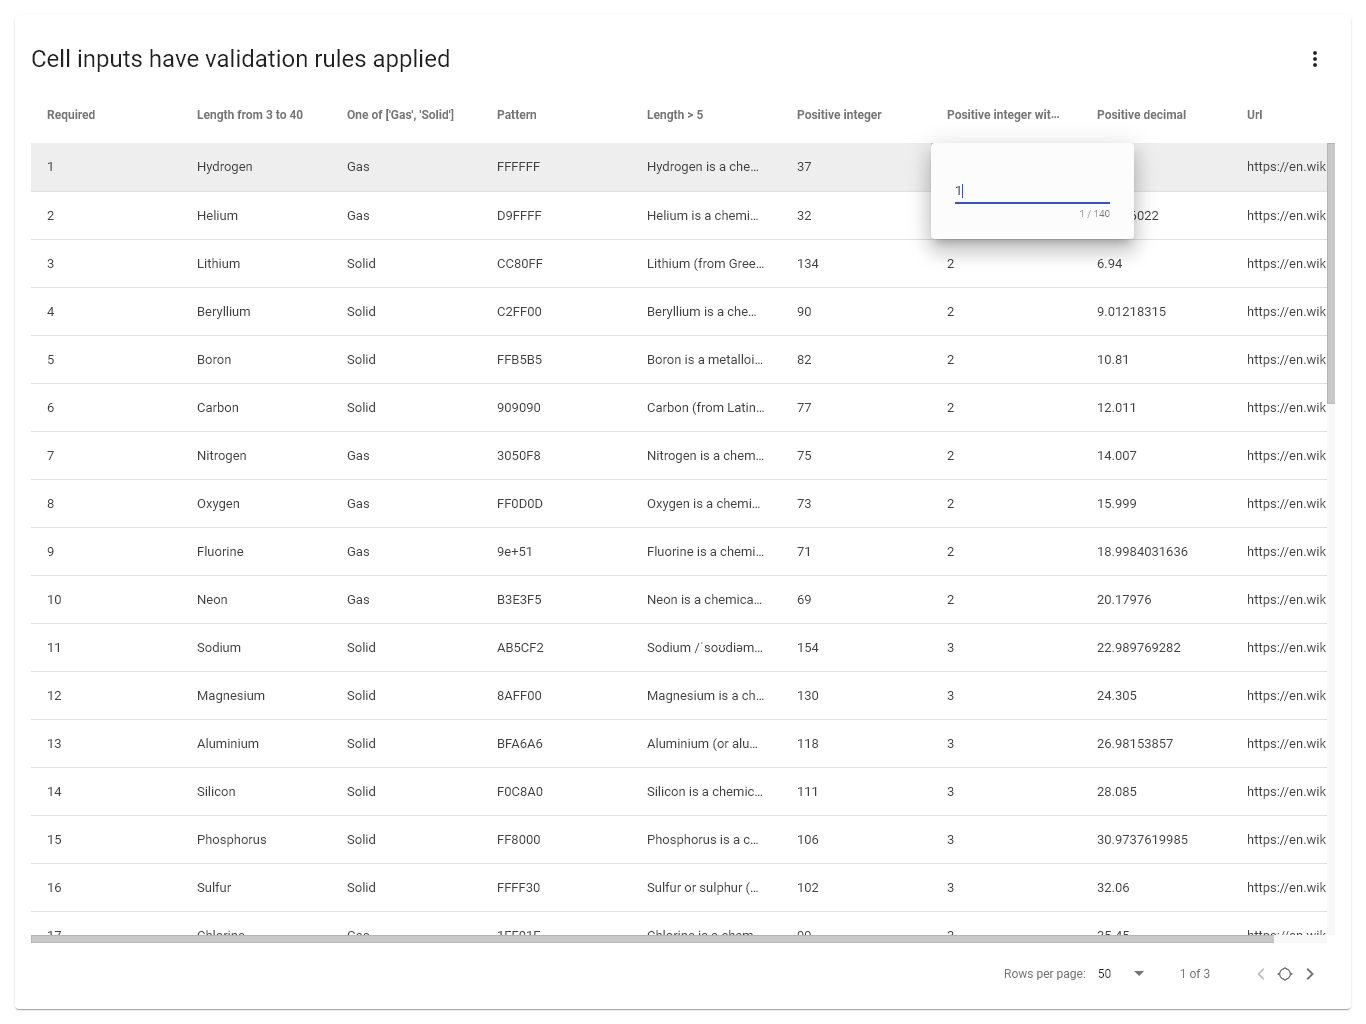 Cell inputs have validation rules applied
Required Length from 3 to 40 One of ['Gas', 'Solid'] Pattern Length > 5 Positive integer Positive integer wit… Positive decimal Url
1 Hydrogen Gas FFFFFF Hydrogen is a che… 37 https://en.wik
1
1 / 140
2 Helium Gas D9FFFF Helium is a chemi… 32 6022 https://en.wik
3 Lithium Solid CC80FF Lithium (from Gree… 134 2 6.94 https://en.wik
4 Beryllium Solid C2FF00 Beryllium is a che… 90 2 9.01218315 https://en.wik
5 Boron Solid FFB5B5 Boron is a metalloi… 82 2 10.81 https://en.wik
6 Carbon Solid 909090 Carbon (from Latin… 77 2 12.011 https://en.wik
7 Nitrogen Gas 3050F8 Nitrogen is a chem… 75 2 14.007 https://en.wik
8 Oxygen Gas FF0D0D Oxygen is a chemi… 73 2 15.999 https://en.wik
9 Fluorine Gas 9e+51 Fluorine is a chemi… 71 2 18.9984031636 https://en.wik
10 Neon Gas B3E3F5 Neon is a chemica… 69 2 20.17976 https://en.wik
11 Sodium Solid AB5CF2 Sodium /ˈsoʊdiəm… 154 3 22.989769282 https://en.wik
12 Magnesium Solid 8AFF00 Magnesium is a ch… 130 3 24.305 https://en.wik
13 Aluminium Solid BFA6A6 Aluminium (or alu… 118 3 26.98153857 https://en.wik
14 Silicon Solid F0C8A0 Silicon is a chemic… 111 3 28.085 https://en.wik
15 Phosphorus Solid FF8000 Phosphorus is a c… 106 3 30.9737619985 https://en.wik
16 Sulfur Solid FFFF30 Sulfur or sulphur (… 102 3 32.06 https://en.wik
17 Chlorine Gas Chlorine is a chem… https://en.wik
Rows per page: 50 1 of 3